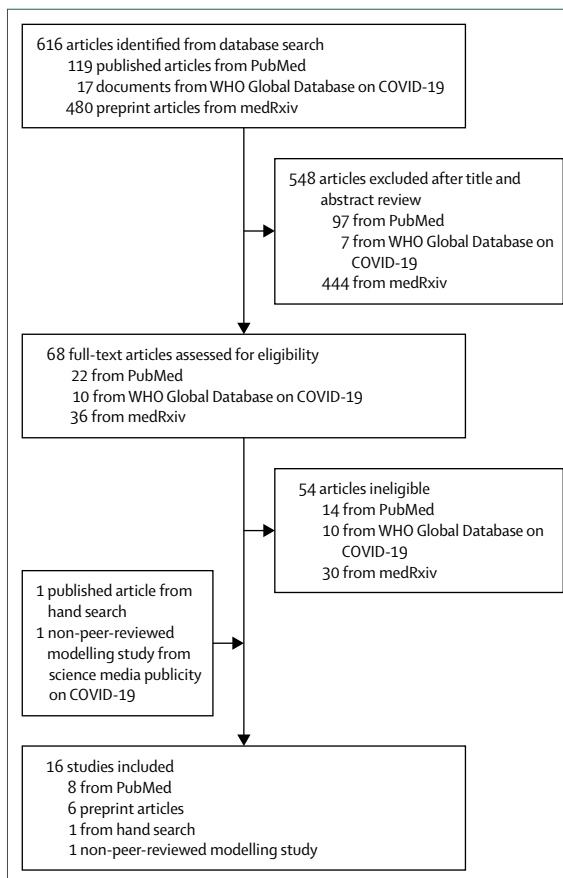 616 articles identified from database search
119 published articles from PubMed
17 documents from WHO Global Database on COVID-19
480 preprint articles from medRxiv
548 articles excluded after title and
abstract review
97 from PubMed
7 from WHO Global Database on
COVID-19
444 from medRxiv
68 full-text articles assessed for eligibility
22 from PubMed
10 from WHO Global Database on COVID-19
36 from medRxiv
54 articles ineligible
14 from PubMed
10 from WHO Global Database on
COVID-19
30 from medRxiv
1 published article from
hand search
1 non-peer-reviewed
modelling study from
science media publicity
on COVID-19
16 studies included
8 from PubMed
6 preprint articles
1 from hand search
1 non-peer-reviewed modelling study